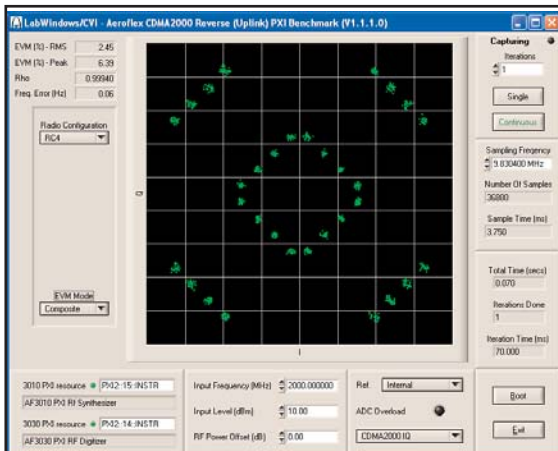 LabWindows/CVI - Aeroflex CDMA2000 Reverse (Uplink) PXI Benchmark (V1.1.1.0)
EVM (%) - RMS 2.45
EVM (%) - Peak 6.39
Rho 0.99940
Freq. Error (Hz) 0.06
Radio Configuration
RC4
EVM Mode
Composite
Q
I
Capturing
Iterations
1
Single
Continuous
Sampling Freqency
9.830400 MHz
Number Of Samples
36800
Sample Time (ms)
3.750
Total Time (secs)
0.070
Iterations Done
1
Iteration Time (ms)
70.000
3010 PXI resource PXI2::15::INSTR
AF3010 PXI RF Synthesizer
3030 PXI resource PXI2::14::INSTR
AF3030 PXI RF Digitizer
Input Frequency (MHz) 2000.000000
Input Level (dBm) 10.00
RF Power Offset (dB) 0.00
Ref. Internal
ADC Overload
CDMA2000 IQ
Boot
Exit